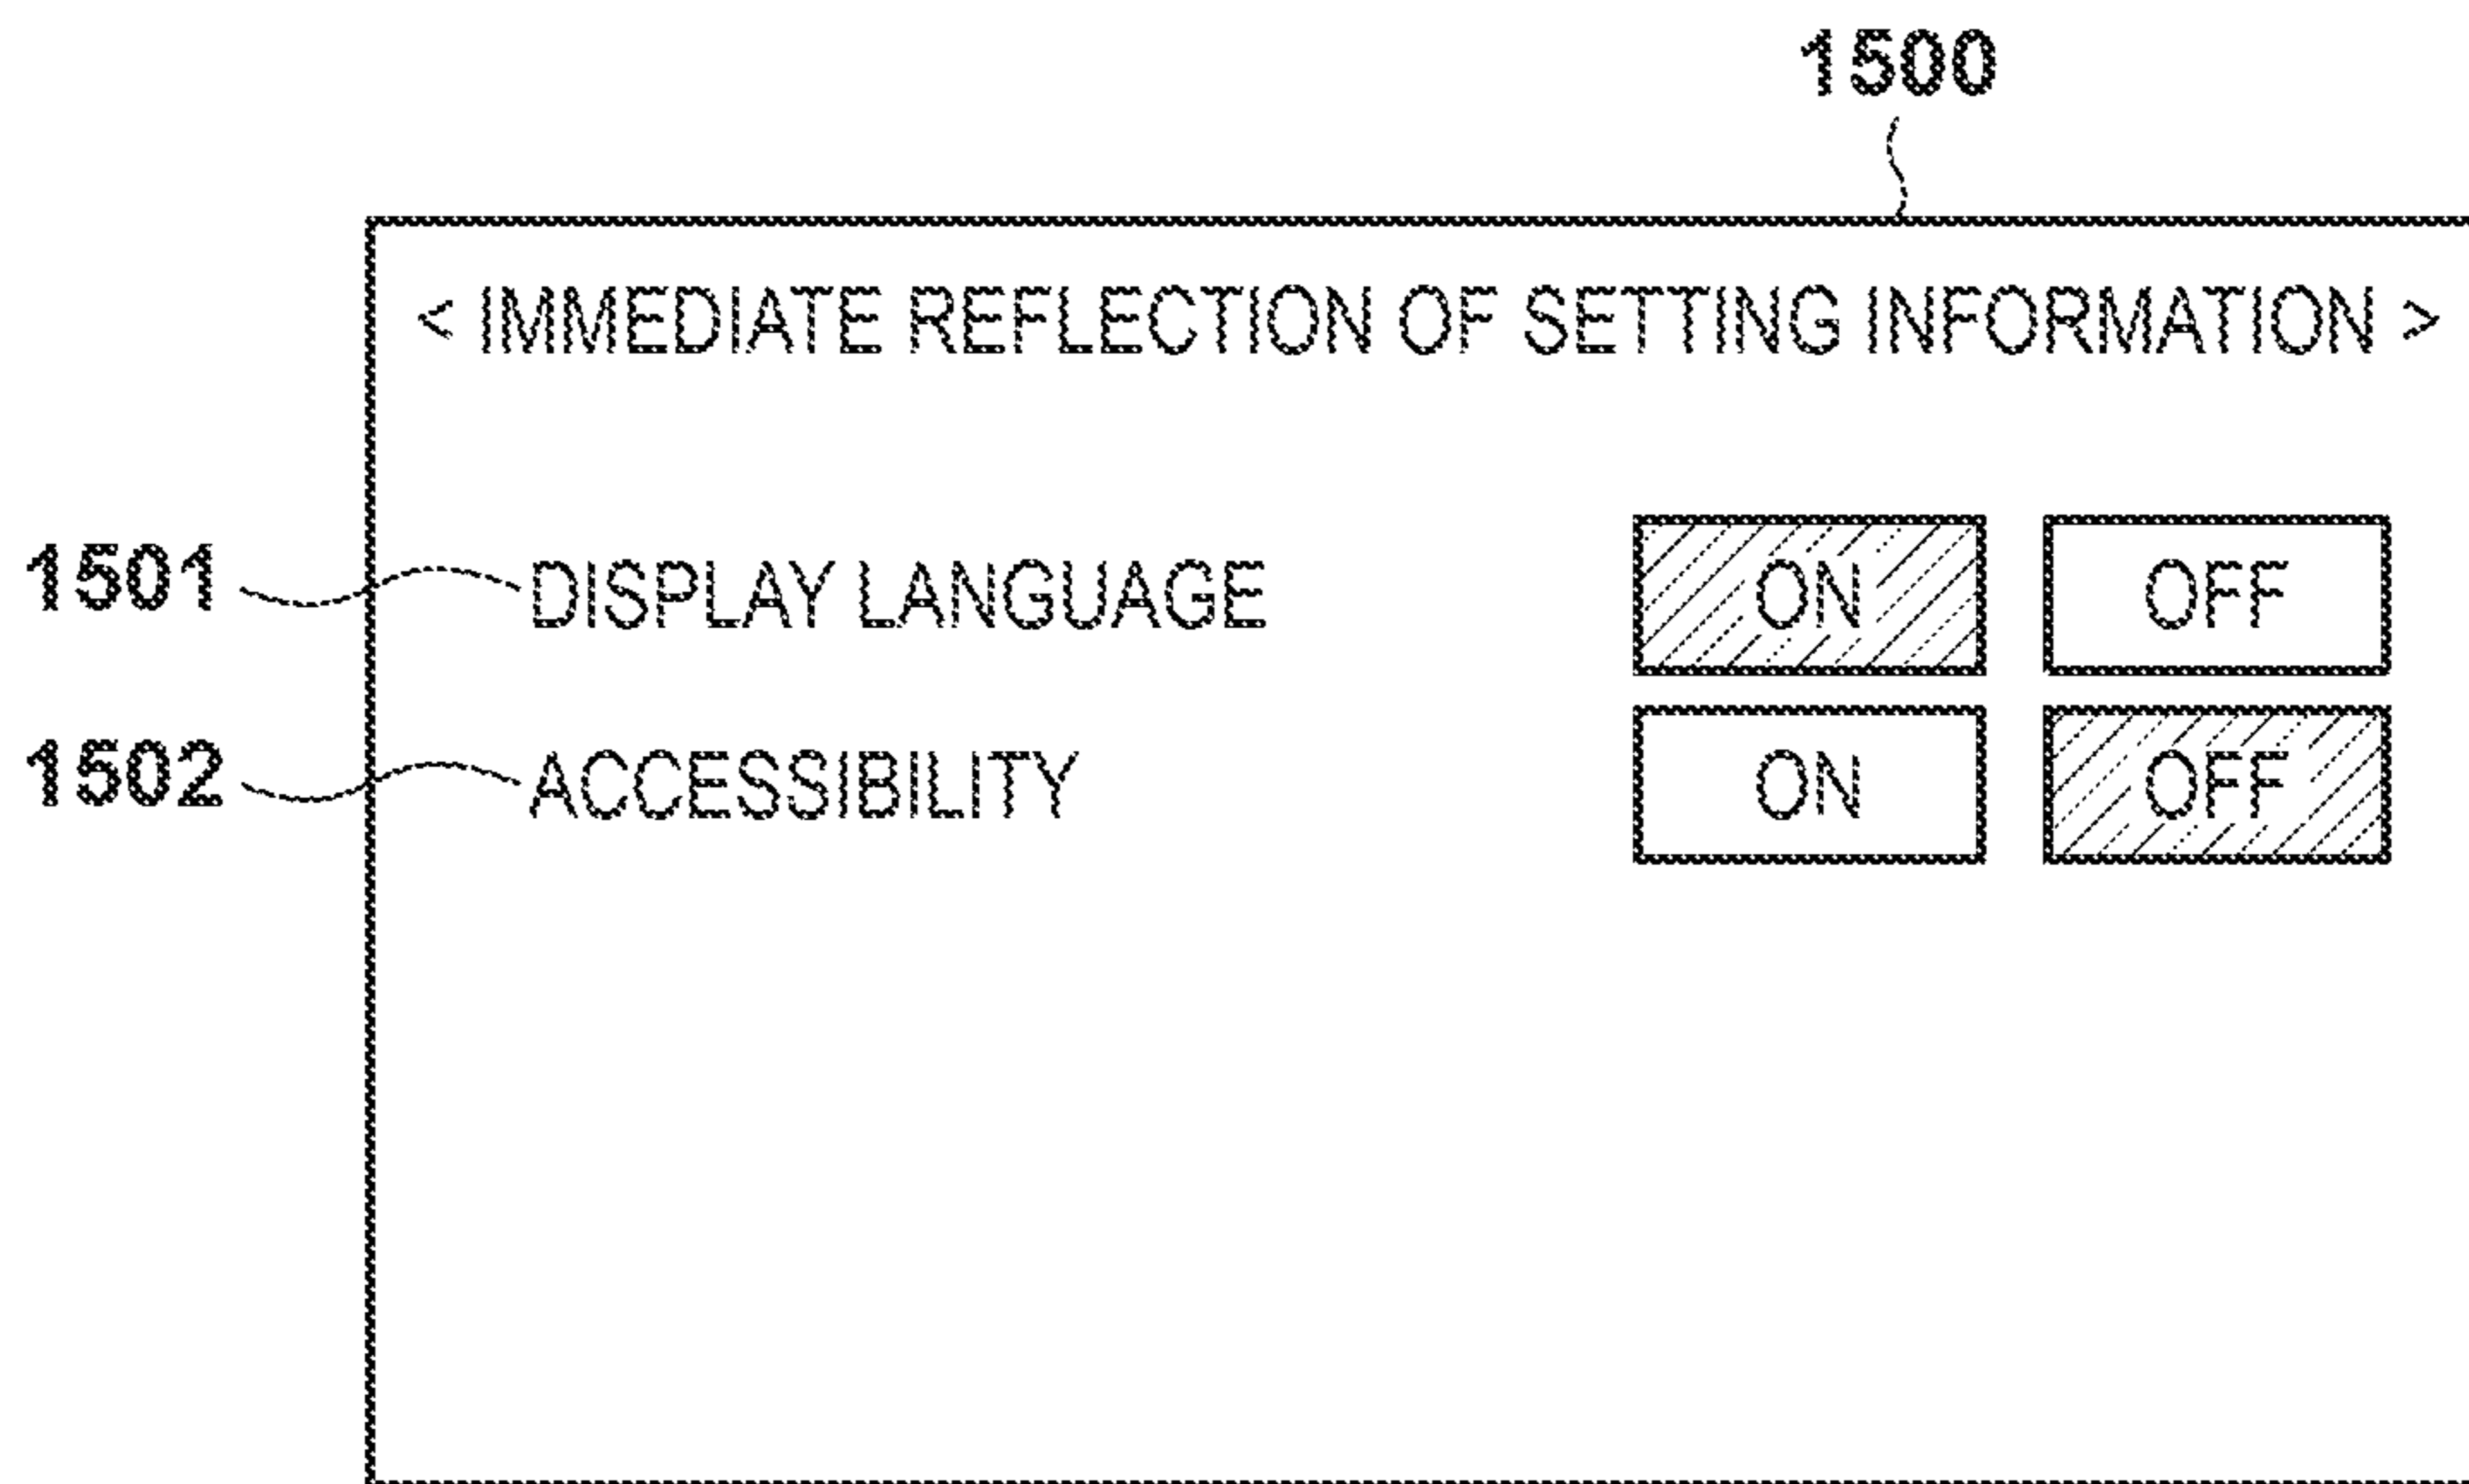 1500
< IMMEDIATE REFLECTION OF SETTING INFORMATION >
1501 DISPLAY LANGUAGE ON OFF
1502 ACCESSIBILITY ON OFF